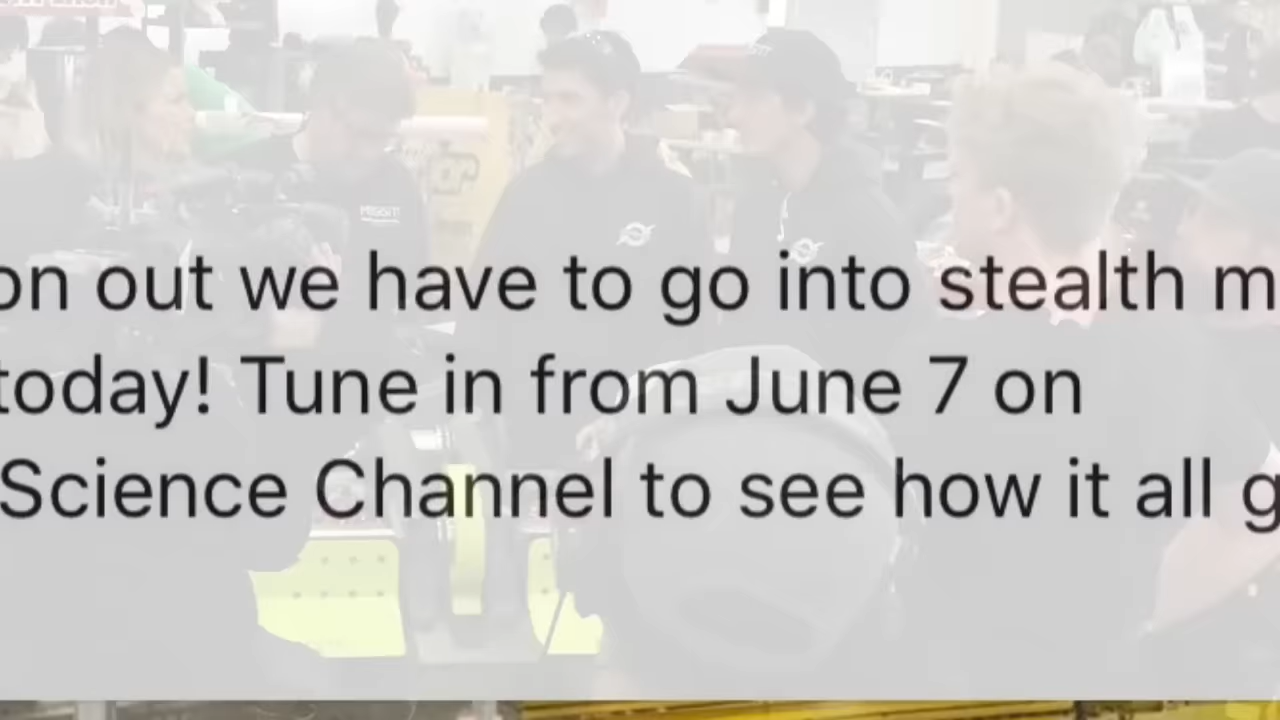 on out we have to go into stealth m
today! Tune in from June 7 on
Science Channel to see how it all g